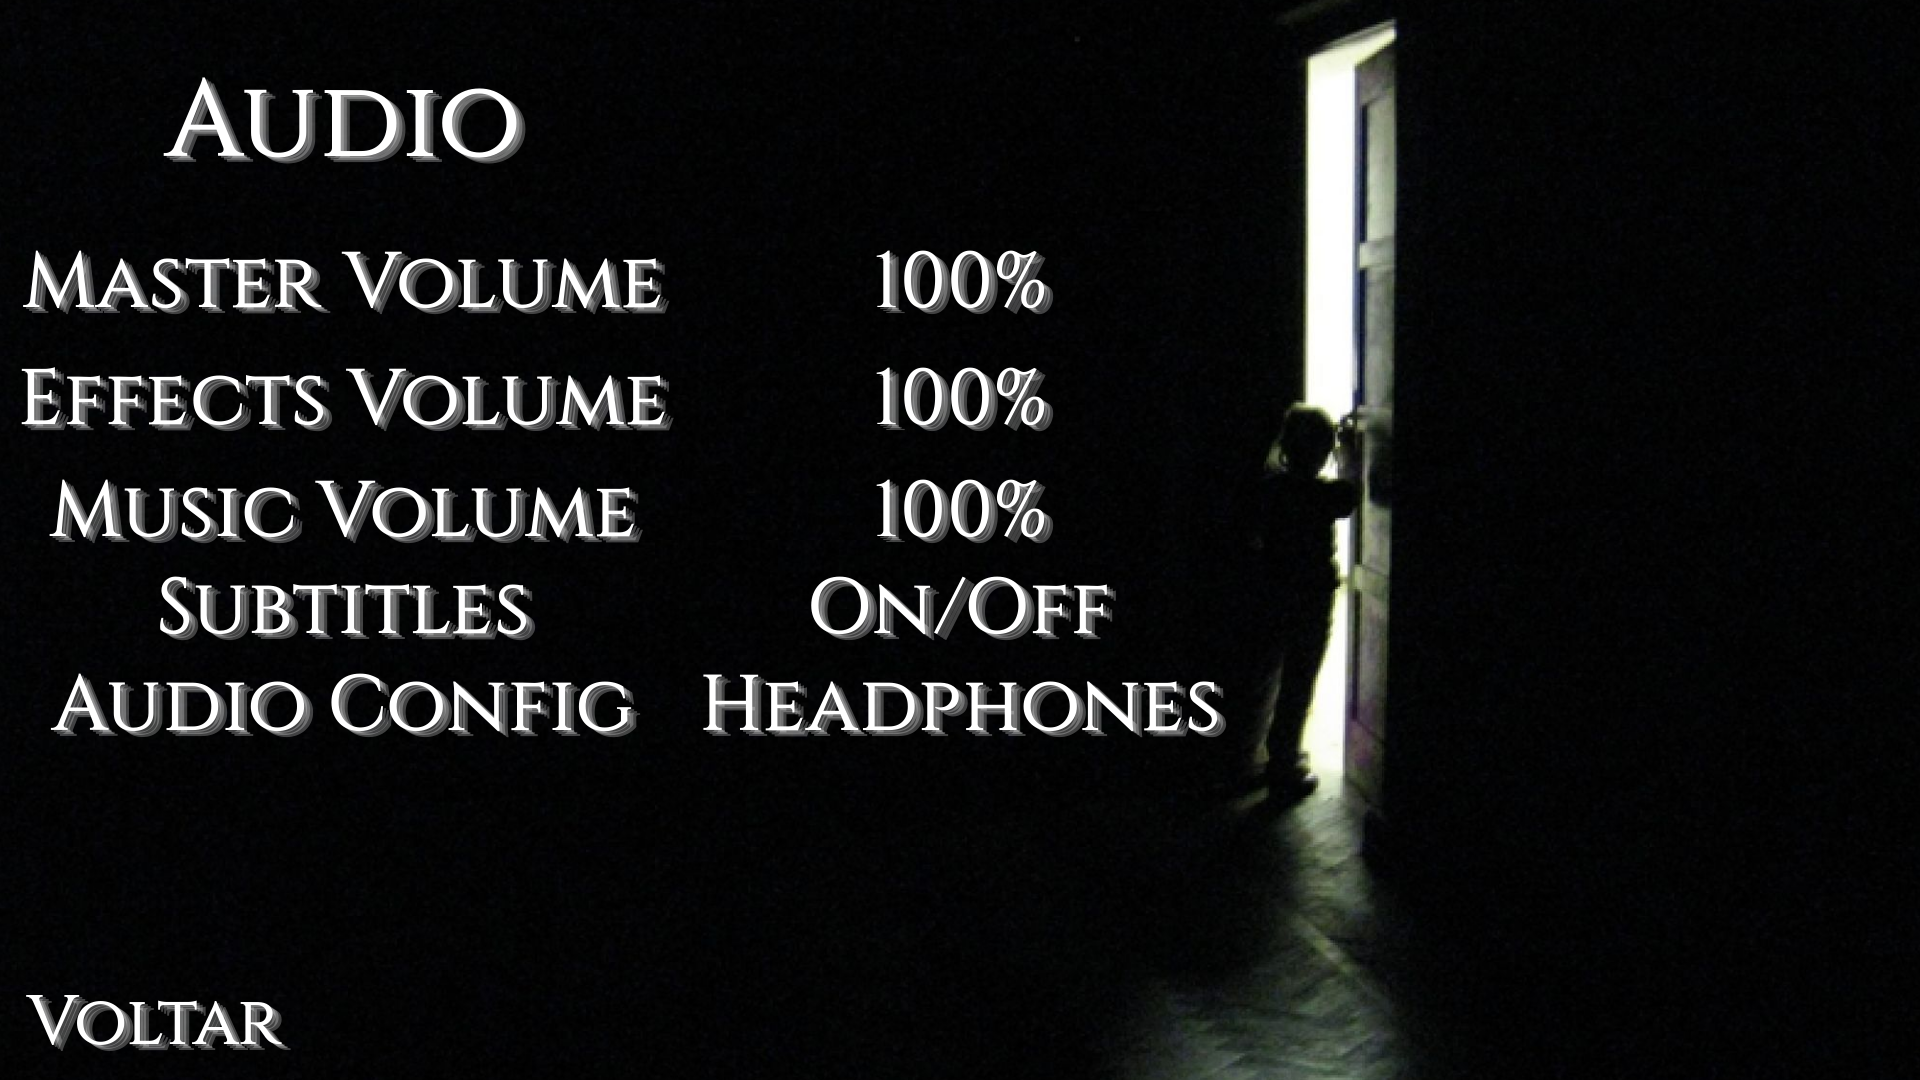 Audio
Master Volume 100%
Effects Volume 100%
Music Volume 100%
Subtitles On/Off
Audio Config Headphones
Voltar